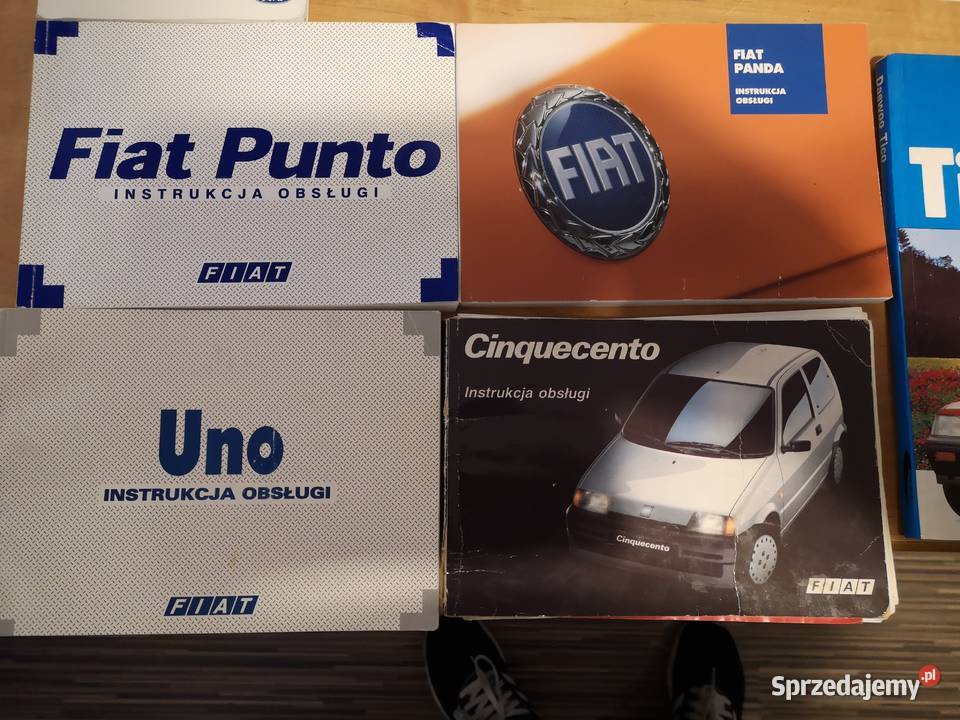 Fiat Punto
INSTRUKCJA OBSŁUGI
FIAT
FIAT
PANDA
INSTRUKCJA
OBSŁUGI
FIAT
Daewoo Tico
Uno
INSTRUKCJA OBSŁUGI
FIAT
Cinquecento
Instrukcja obsługi
Cinquecento
FIAT
Sprzedajemy.pl